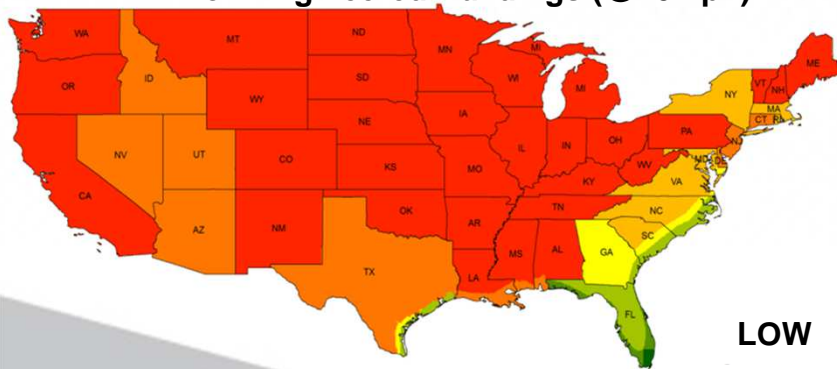 WA
MT
ND
MN
MI
ME
OR
ID
WY
SD
WI
MI
NY
VT
NH
MA
CT
RI
NE
IA
PA
NJ
NV
UT
CO
KS
MO
IL
IN
OH
WV
MD
DE
VA
KY
CA
AZ
NM
OK
AR
TN
NC
SC
TX
LA
MS
AL
GA
FL
LOW